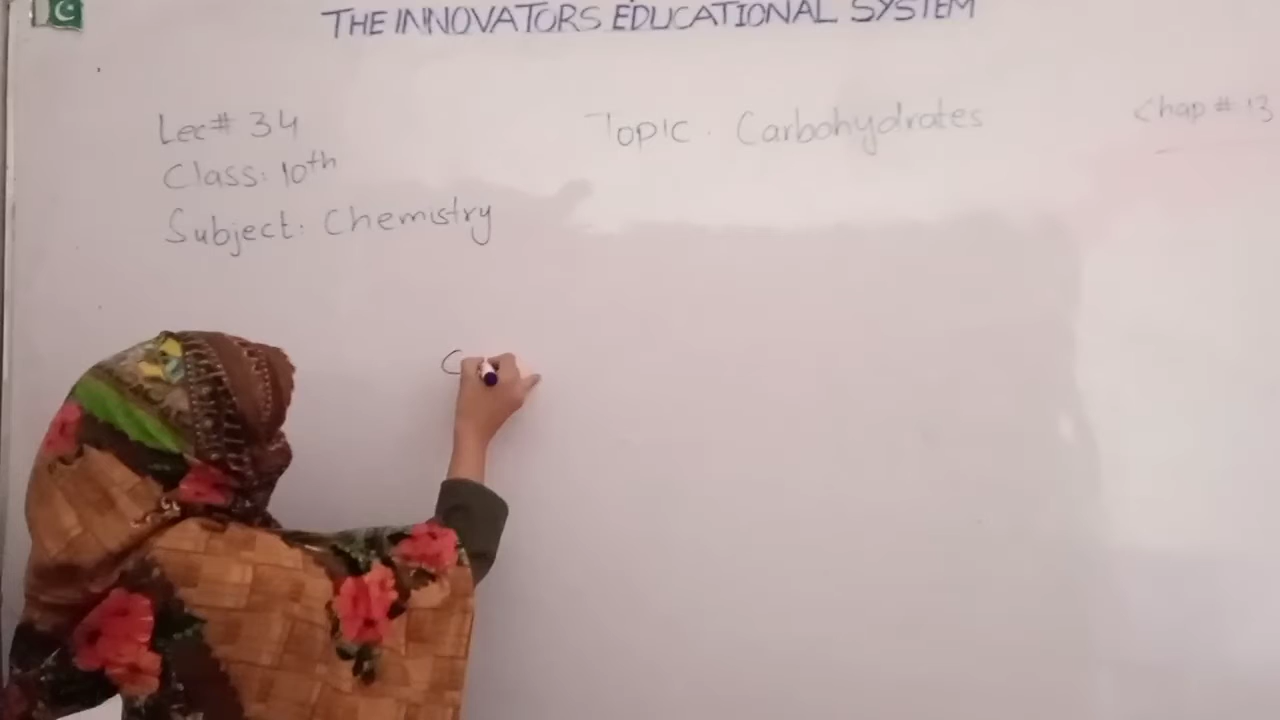 THE INNOVATORS EDUCATIONAL SYSTEM
Lec# 34
Topic. Carbohydrates
Chap # 13
Class: 10th
Subject: Chemistry
C